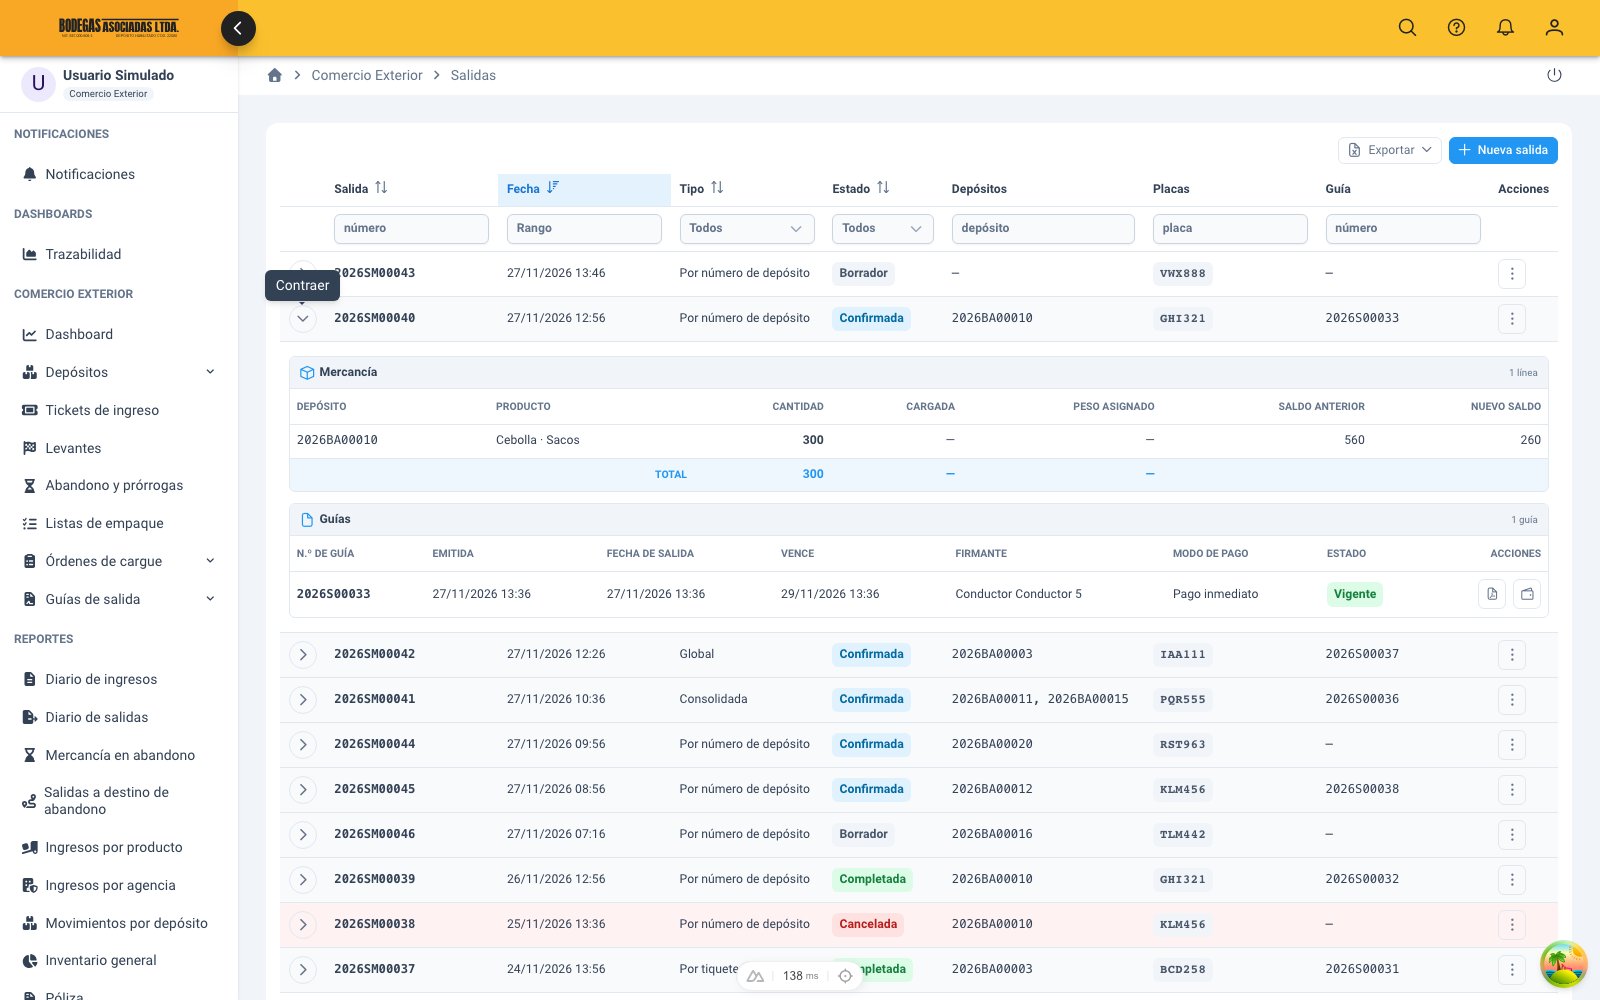 BODEGAS ASOCIADAS LTDA.
U
Usuario Simulado
Comercio Exterior
Comercio Exterior
Salidas
NOTIFICACIONES
Notificaciones
DASHBOARDS
Trazabilidad
COMERCIO EXTERIOR
Dashboard
Depósitos
Tickets de ingreso
Levantes
Abandono y prórrogas
Listas de empaque
Órdenes de cargue
Guías de salida
REPORTES
Diario de ingresos
Diario de salidas
Mercancía en abandono
Salidas a destino de
abandono
Ingresos por producto
Ingresos por agencia
Movimientos por depósito
Inventario general
Póliza
Exportar
Nueva salida
Salida Fecha Tipo Estado Depósitos Placas Guía Acciones
número Rango Todos Todos depósito placa número
2026SM00043 27/11/2026 13:46 Por número de depósito Borrador — VWX888 —
Contraer
2026SM00040 27/11/2026 12:56 Por número de depósito Confirmada 2026BA00010 GHI321 2026S00033
Mercancía 1 línea
DEPÓSITO PRODUCTO CANTIDAD CARGADA PESO ASIGNADO SALDO ANTERIOR NUEVO SALDO
2026BA00010 Cebolla · Sacos 300 — — 560 260
TOTAL 300 — —
Guías 1 guía
N.º DE GUÍA EMITIDA FECHA DE SALIDA VENCE FIRMANTE MODO DE PAGO ESTADO ACCIONES
2026S00033 27/11/2026 13:36 27/11/2026 13:36 29/11/2026 13:36 Conductor Conductor 5 Pago inmediato Vigente
2026SM00042 27/11/2026 12:26 Global Confirmada 2026BA00003 IAA111 2026S00037
2026SM00041 27/11/2026 10:36 Consolidada Confirmada 2026BA00011, 2026BA00015 PQR555 2026S00036
2026SM00044 27/11/2026 09:56 Por número de depósito Confirmada 2026BA00020 RST963 —
2026SM00045 27/11/2026 08:56 Por número de depósito Confirmada 2026BA00012 KLM456 2026S00038
2026SM00046 27/11/2026 07:16 Por número de depósito Borrador 2026BA00016 TLM442 —
2026SM00039 26/11/2026 12:56 Por número de depósito Completada 2026BA00010 GHI321 2026S00032
2026SM00038 25/11/2026 13:36 Por número de depósito Cancelada 2026BA00010 KLM456 —
2026SM00037 24/11/2026 13:56 Por tiquete pletada 2026BA00003 BCD258 2026S00031
138 ms